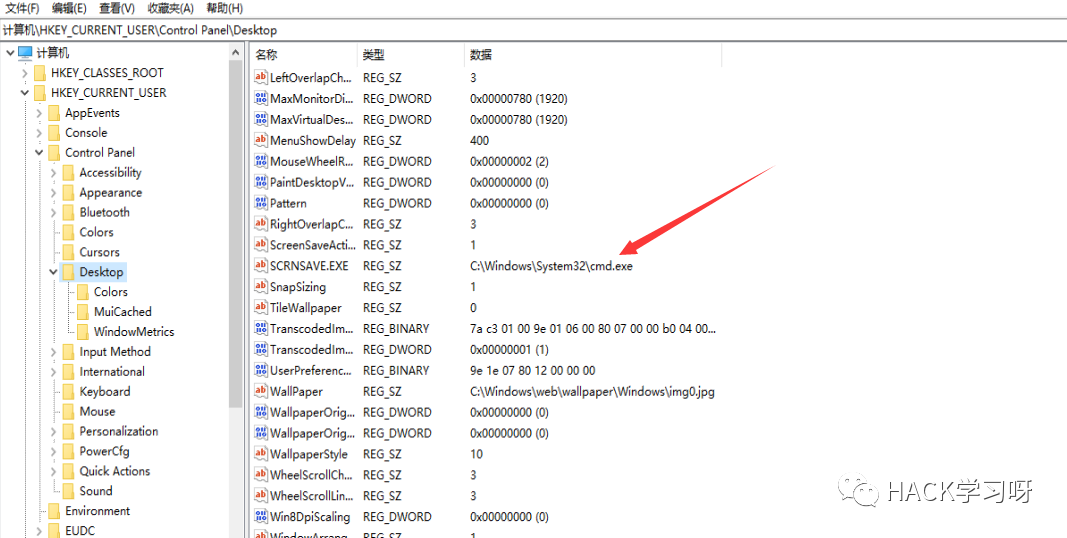 文件(F) 编辑(E) 查看(V) 收藏夹(A) 帮助(H)
计算机\HKEY_CURRENT_USER\Control Panel\Desktop
计算机
HKEY_CLASSES_ROOT
HKEY_CURRENT_USER
AppEvents
Console
Control Panel
Accessibility
Appearance
Bluetooth
Colors
Cursors
Desktop
Colors
MuiCached
WindowMetrics
Input Method
International
Keyboard
Mouse
Personalization
PowerCfg
Quick Actions
Sound
Environment
EUDC
名称 类型 数据
LeftOverlapCh... REG_SZ 3
MaxMonitorDi... REG_DWORD 0x00000780 (1920)
MaxVirtualDes... REG_DWORD 0x00000780 (1920)
MenuShowDelay REG_SZ 400
MouseWheelR... REG_DWORD 0x00000002 (2)
PaintDesktopV... REG_DWORD 0x00000000 (0)
Pattern REG_DWORD 0x00000000 (0)
RightOverlapC... REG_SZ 3
ScreenSaveActi... REG_SZ 1
SCRNSAVE.EXE REG_SZ C:\Windows\System32\cmd.exe
SnapSizing REG_SZ 1
TileWallpaper REG_SZ 0
TranscodedIm... REG_BINARY 7a c3 01 00 9e 01 06 00 80 07 00 00 b0 04 00...
TranscodedIm... REG_DWORD 0x00000001 (1)
UserPreferenc... REG_BINARY 9e 1e 07 80 12 00 00 00
WallPaper REG_SZ C:\Windows\web\wallpaper\Windows\img0.jpg
WallpaperOrig... REG_DWORD 0x00000000 (0)
WallpaperOrig... REG_DWORD 0x00000000 (0)
WallpaperStyle REG_SZ 10
WheelScrollCh... REG_SZ 3
WheelScrollLin... REG_SZ 3
Win8DpiScaling REG_DWORD 0x00000000 (0)
WindowArrang... REG_SZ 1
HACK学习呀